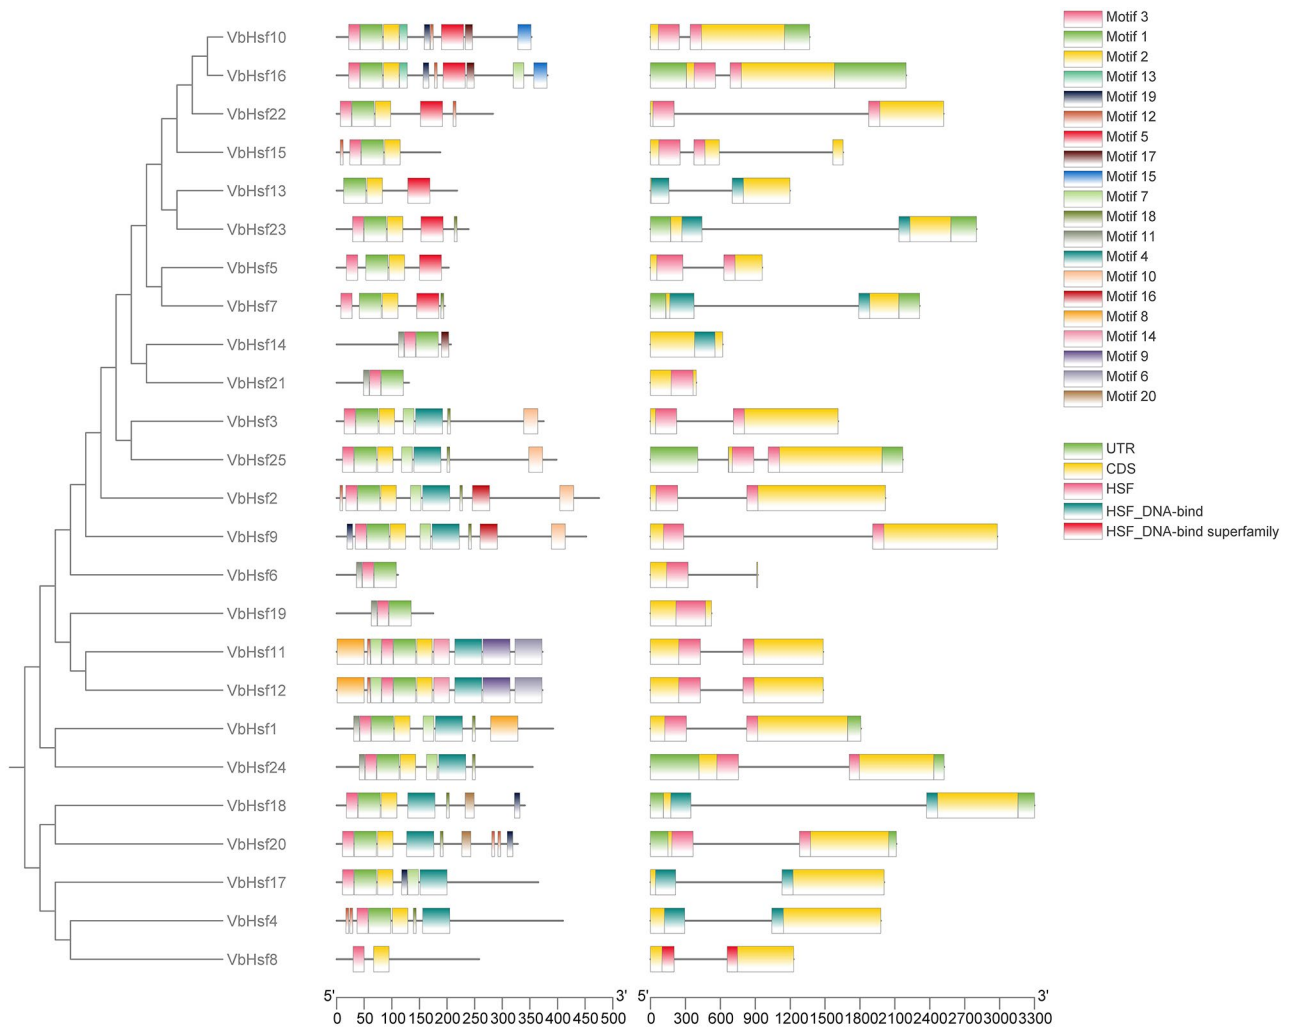 VbHsf10
VbHsf16
VbHsf22
VbHsf15
VbHsf13
VbHsf23
VbHsf5
VbHsf7
VbHsf14
VbHsf21
VbHsf3
VbHsf25
VbHsf2
VbHsf9
VbHsf6
VbHsf19
VbHsf11
VbHsf12
VbHsf1
VbHsf24
VbHsf18
VbHsf20
VbHsf17
VbHsf4
VbHsf8
5' 3'
0 50 100 150 200 250 300 350 400 450 500
5' 3'
0 300 600 900 1200 1500 1800 2100 2400 2700 3000 3300
Motif 3
Motif 1
Motif 2
Motif 13
Motif 19
Motif 12
Motif 5
Motif 17
Motif 15
Motif 7
Motif 18
Motif 11
Motif 4
Motif 10
Motif 16
Motif 8
Motif 14
Motif 9
Motif 6
Motif 20
UTR
CDS
HSF
HSF_DNA-bind
HSF_DNA-bind superfamily